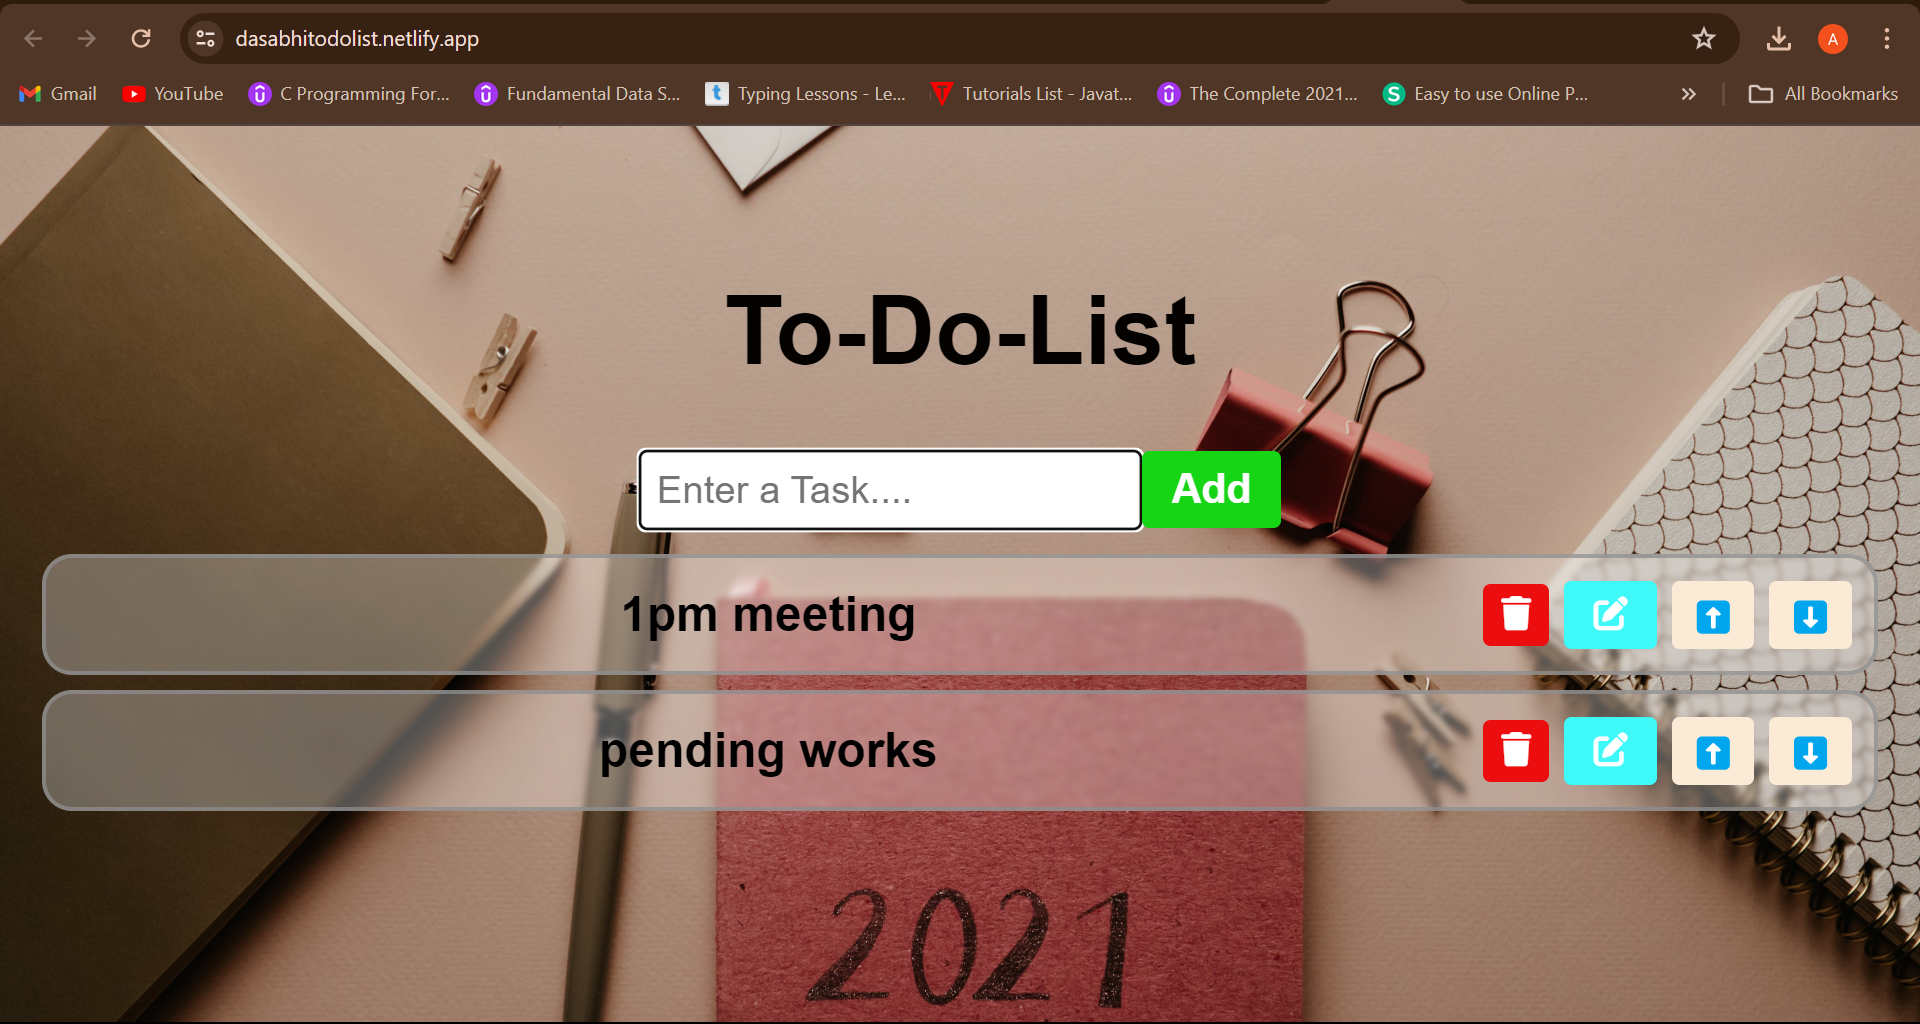 dasabhitodolist.netlify.app
A
Gmail
YouTube
C Programming For...
Fundamental Data S...
Typing Lessons - Le...
Tutorials List - Javat...
The Complete 2021...
Easy to use Online P...
All Bookmarks
To-Do-List
Enter a Task....
Add
1pm meeting
pending works
2021